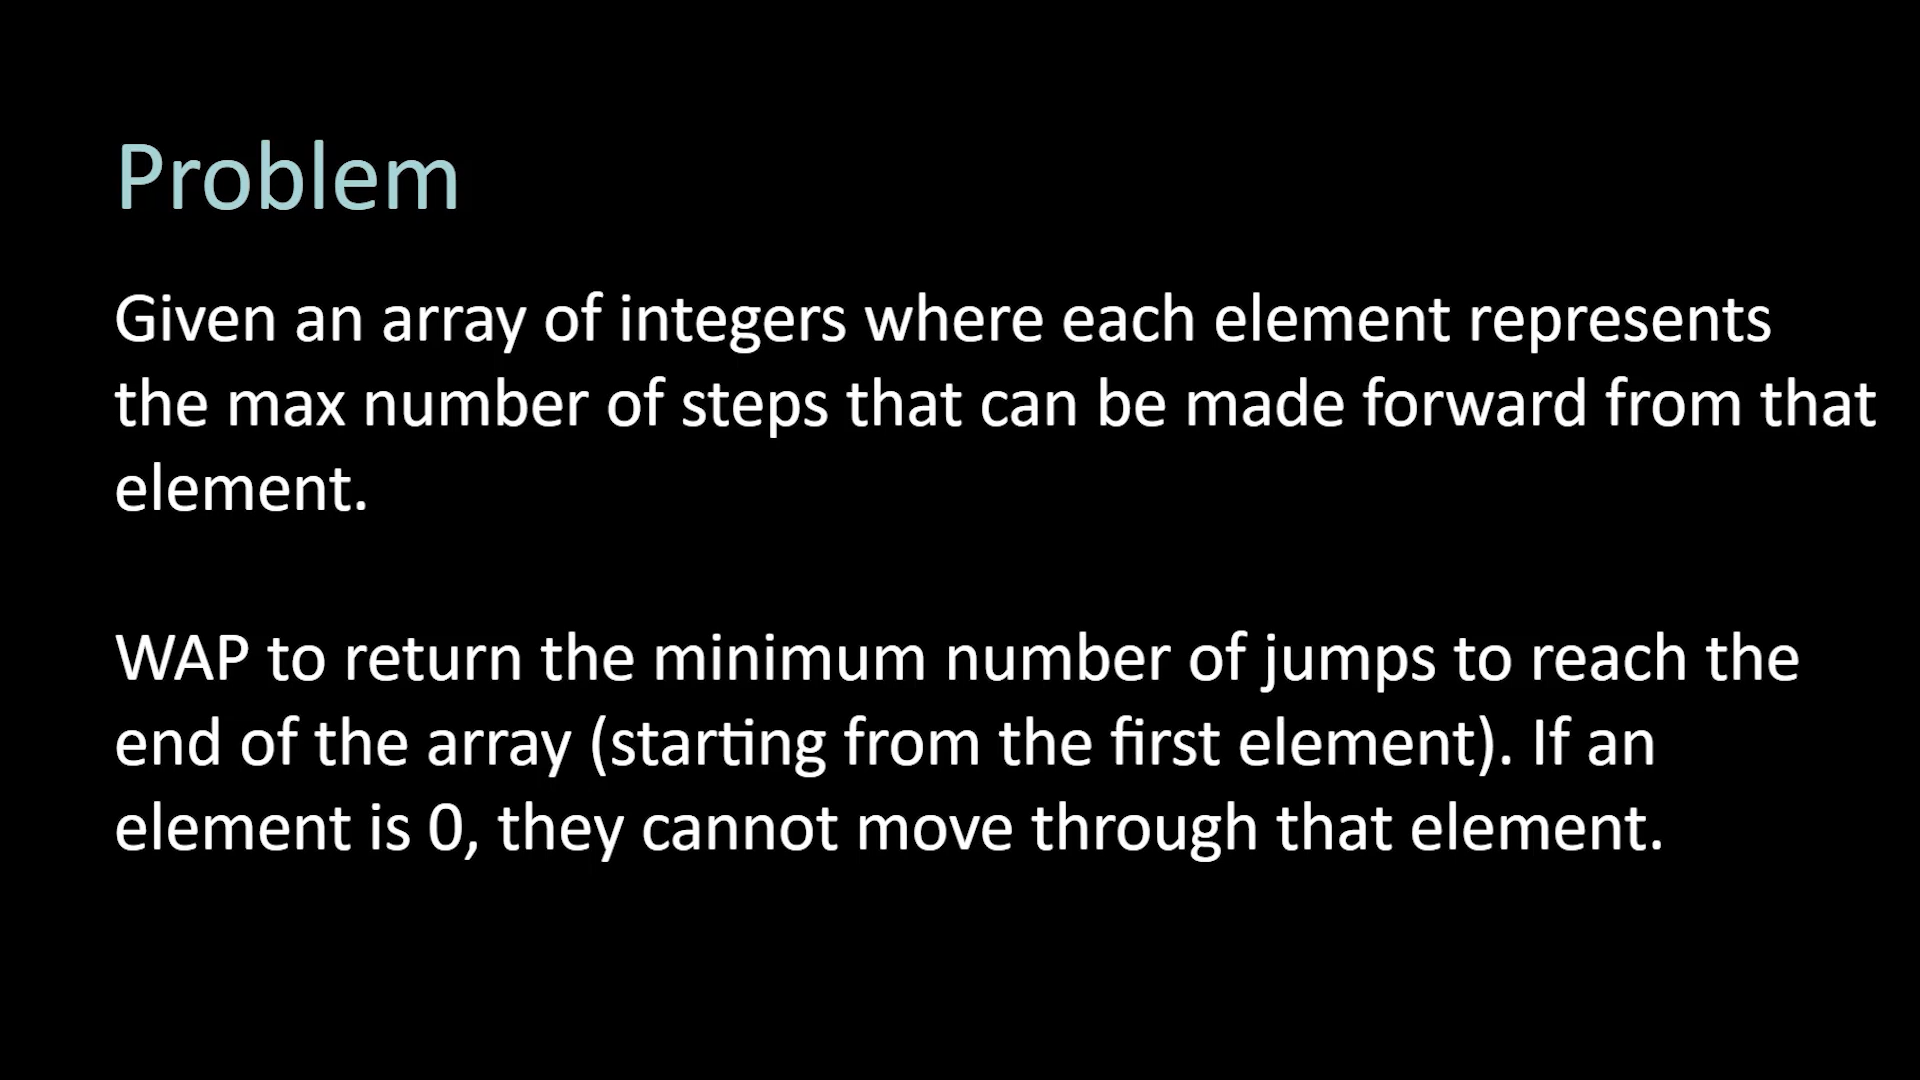 Problem
Given an array of integers where each element represents
the max number of steps that can be made forward from that
element.
WAP to return the minimum number of jumps to reach the
end of the array (starting from the first element). If an
element is 0, they cannot move through that element.